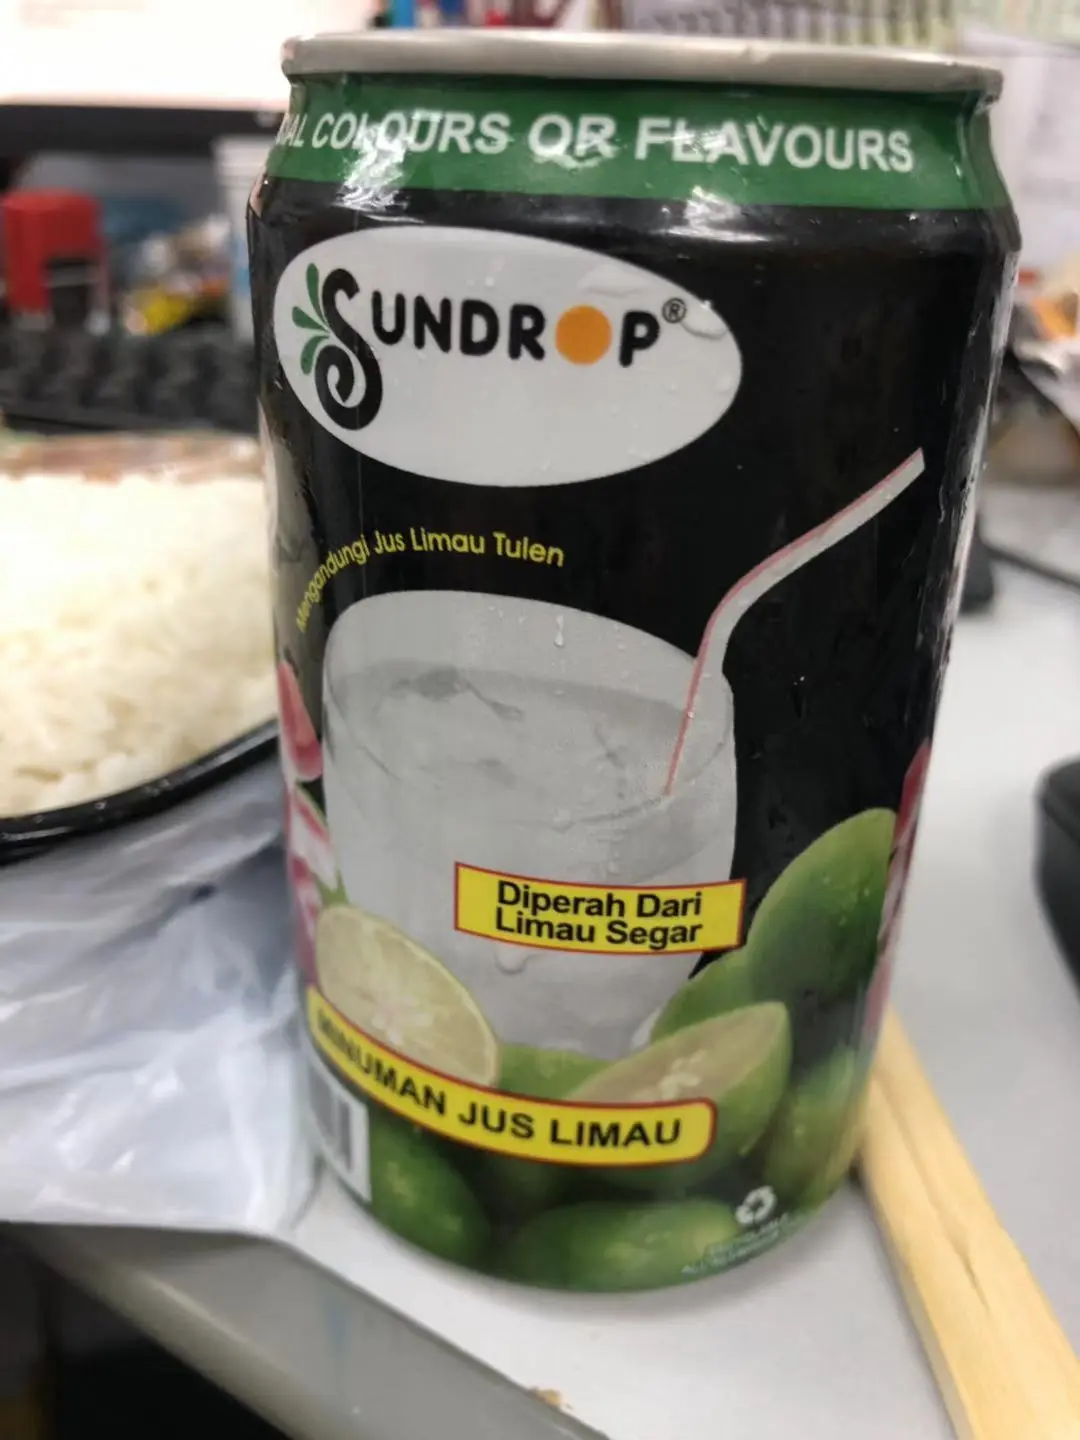 COLOURS OR FLAVOURS
SUNDROP®
Mengandungi Jus Limau Tulen
Diperah Dari
Limau Segar
MINUMAN JUS LIMAU